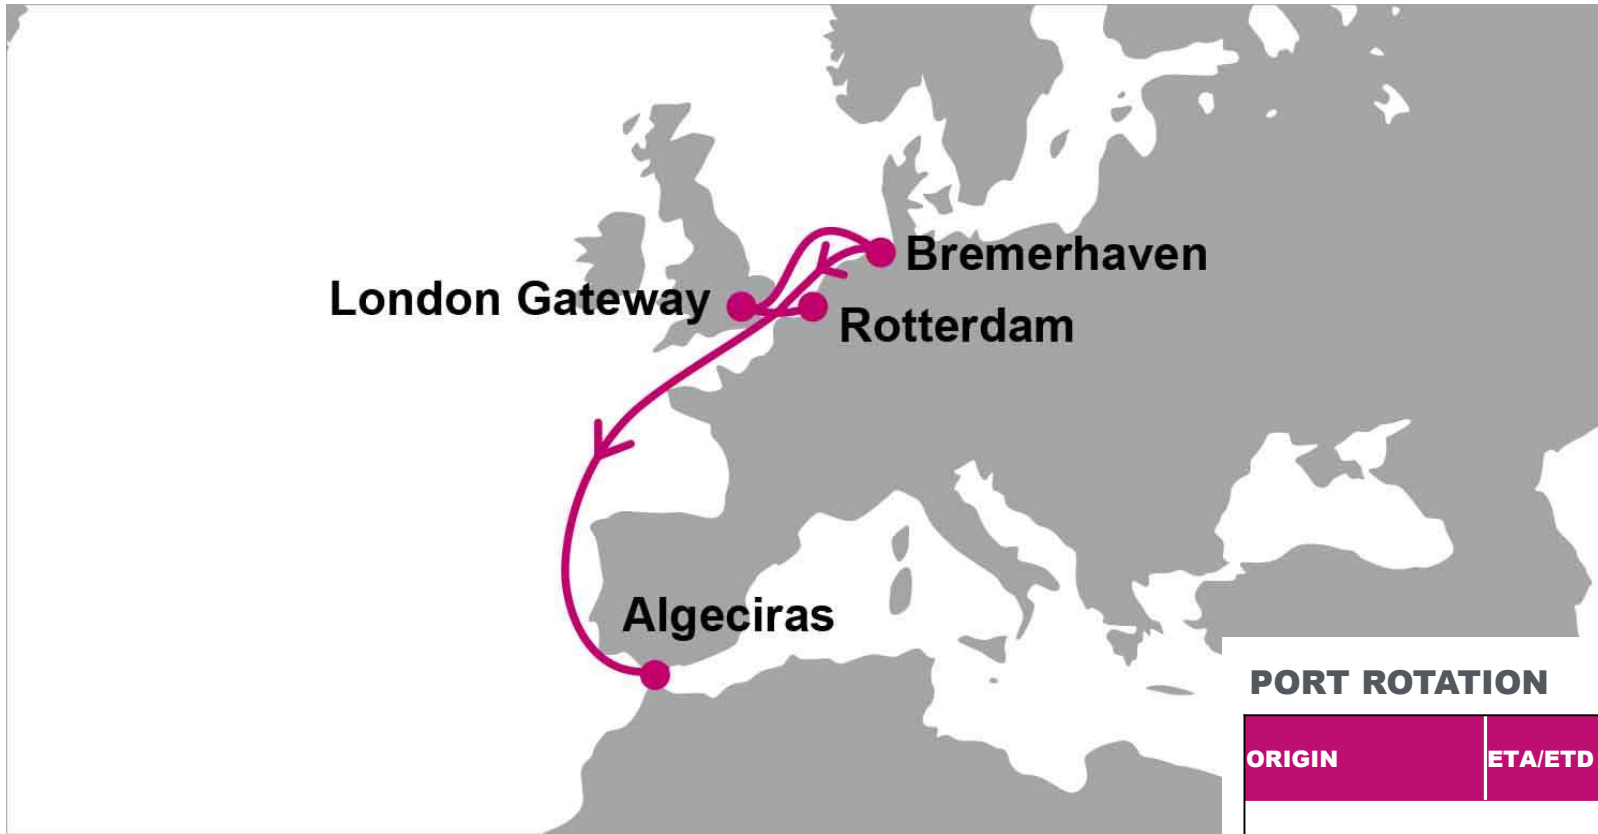 Bremerhaven
London Gateway
Rotterdam
Algeciras
PORT ROTATION
ORIGIN ETA/ETD